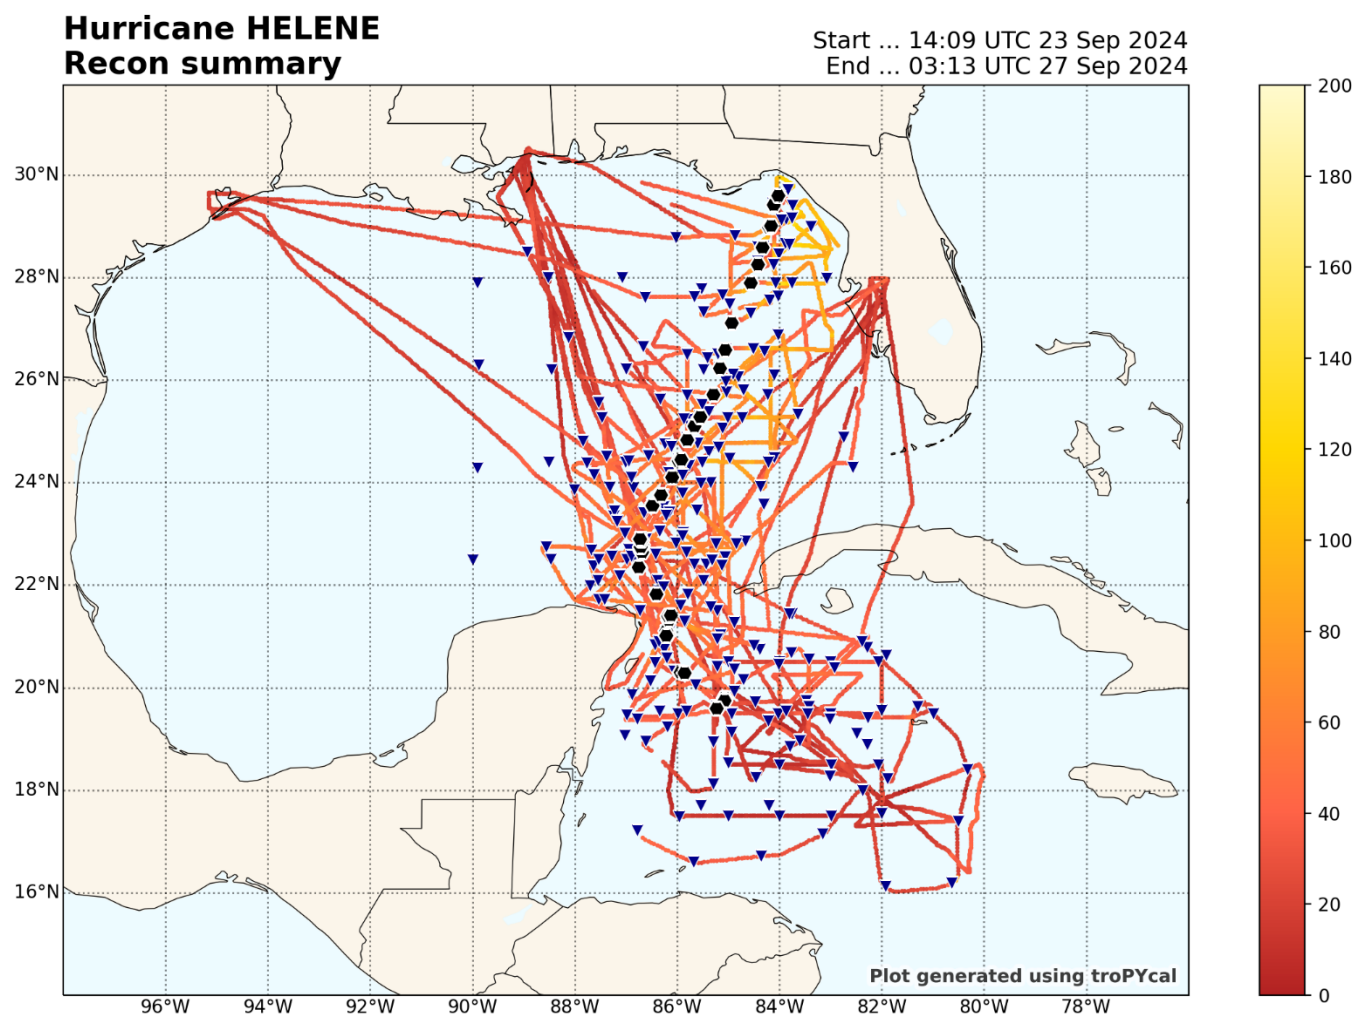 Hurricane HELENE
Recon summary
Start ... 14:09 UTC 23 Sep 2024
End ... 03:13 UTC 27 Sep 2024
200
180
160
140
120
100
80
60
40
20
0
30°N
28°N
26°N
24°N
22°N
20°N
18°N
16°N
96°W
94°W
92°W
90°W
88°W
86°W
84°W
82°W
80°W
78°W
Plot generated using troPYcal